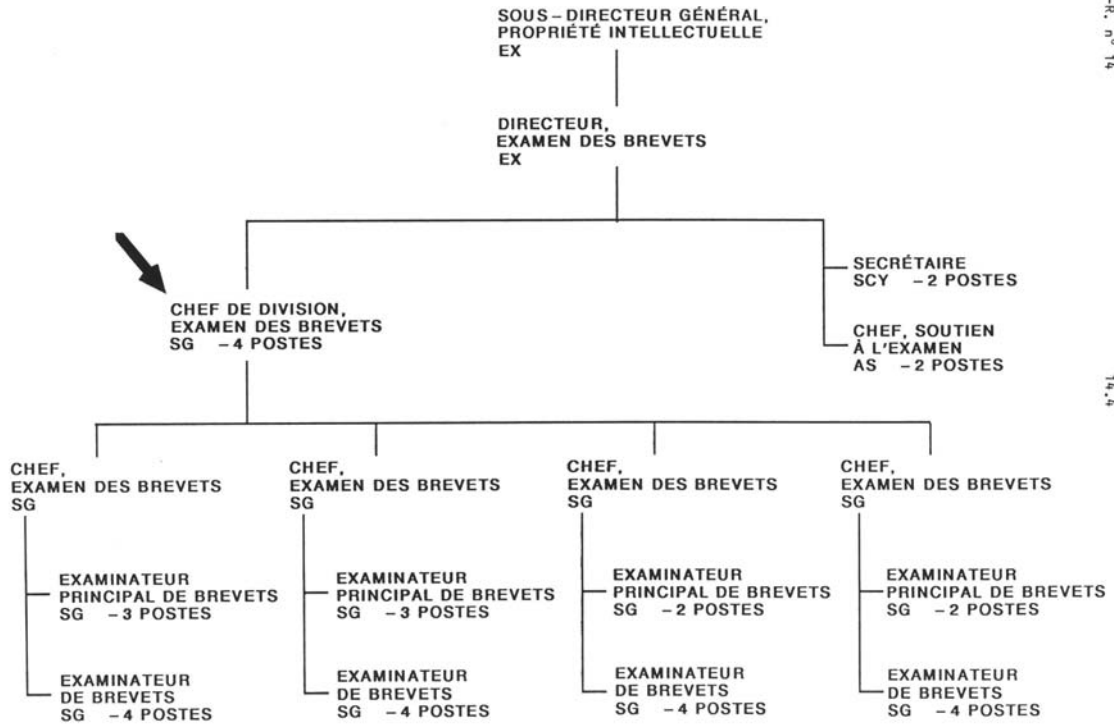 SOUS-DIRECTEUR GÉNÉRAL,
PROPRIÉTÉ INTELLECTUELLE
EX
DIRECTEUR,
EXAMEN DES BREVETS
EX
CHEF DE DIVISION,
EXAMEN DES BREVETS
SG -4 POSTES
SECRÉTAIRE
SCY -2 POSTES
CHEF, SOUTIEN
À L'EXAMEN
AS -2 POSTES
CHEF,
EXAMEN DES BREVETS
SG
EXAMINATEUR
PRINCIPAL DE BREVETS
SG -3 POSTES
EXAMINATEUR
DE BREVETS
SG -4 POSTES
CHEF,
EXAMEN DES BREVETS
SG
EXAMINATEUR
PRINCIPAL DE BREVETS
SG -3 POSTES
EXAMINATEUR
DE BREVETS
SG -4 POSTES
CHEF,
EXAMEN DES BREVETS
SG
EXAMINATEUR
PRINCIPAL DE BREVETS
SG -2 POSTES
EXAMINATEUR
DE BREVETS
SG -4 POSTES
CHEF,
EXAMEN DES BREVETS
SG
EXAMINATEUR
PRINCIPAL DE BREVETS
SG -2 POSTES
EXAMINATEUR
DE BREVETS
SG -4 POSTES
-R. n° 14
14.4